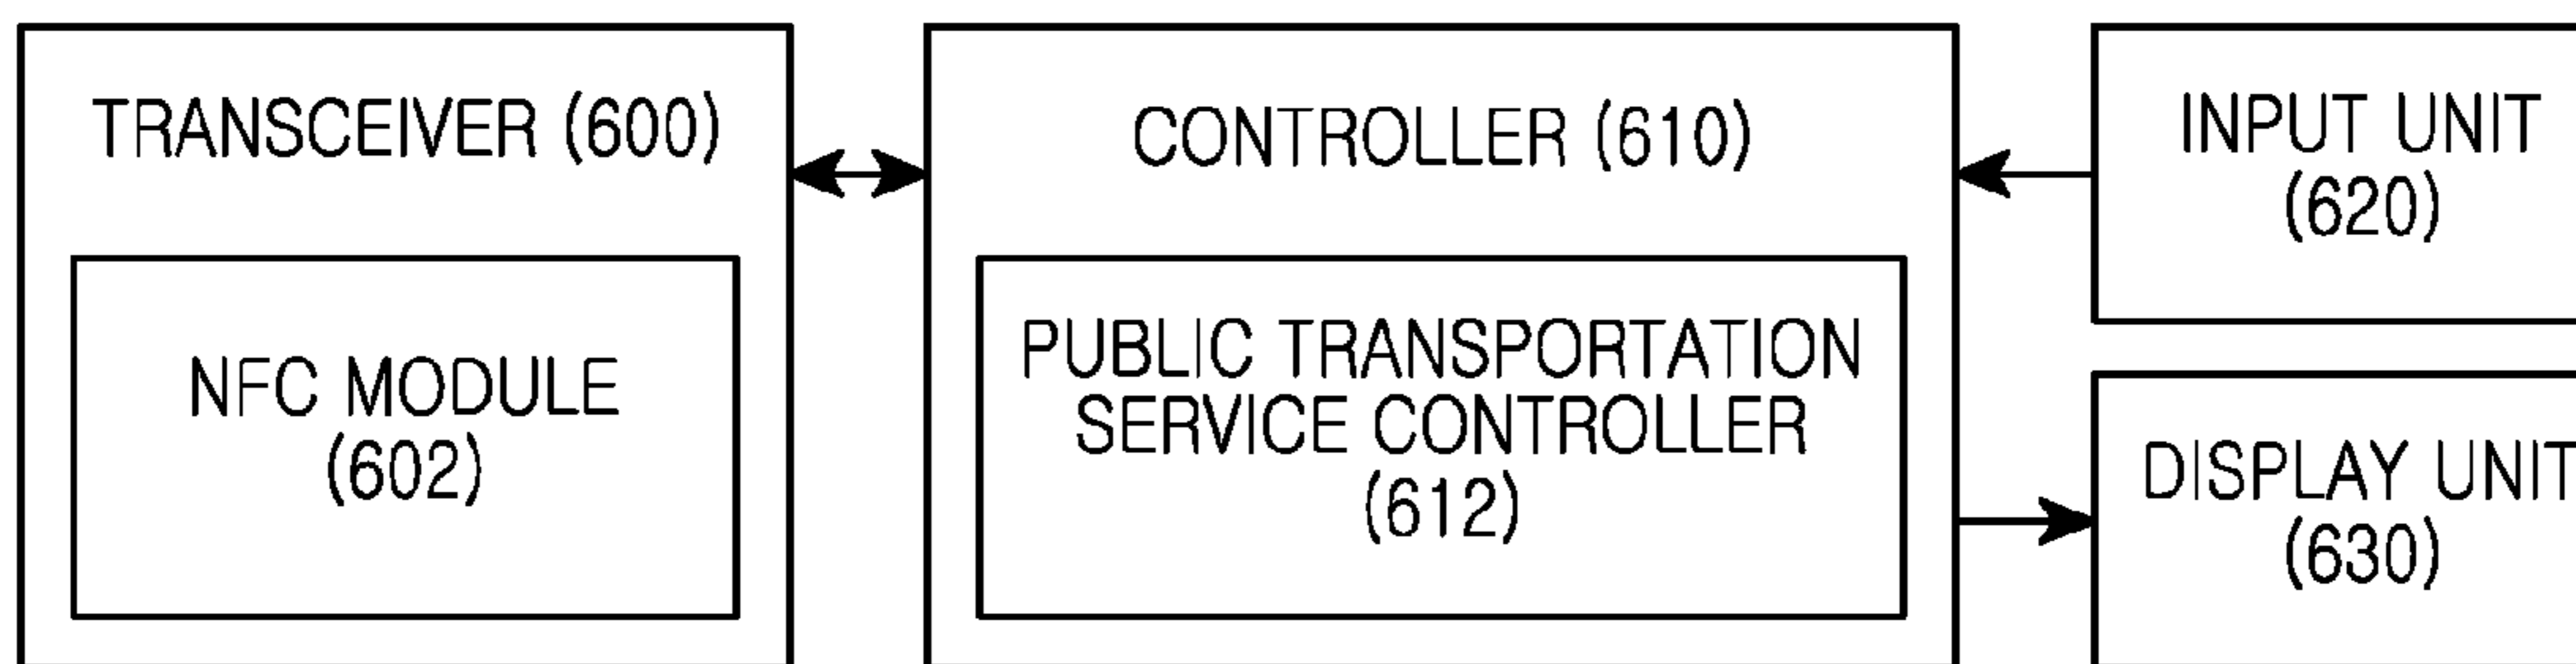 TRANSCEIVER (600)
NFC MODULE
(602)
CONTROLLER (610)
PUBLIC TRANSPORTATION
SERVICE CONTROLLER
(612)
INPUT UNIT
(620)
DISPLAY UNIT
(630)